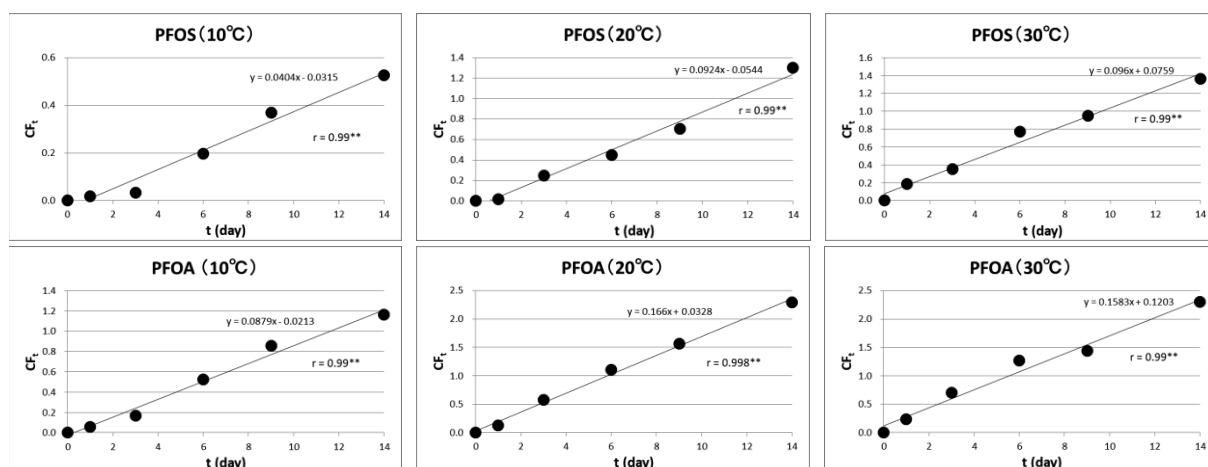 PFOS(10℃)
0.6
0.4
0.2
0.0
CFt
y = 0.0404x - 0.0315
r = 0.99**
0 2 4 6 8 10 12 14
t (day)
PFOS(20℃)
1.4
1.2
1.0
0.8
0.6
0.4
0.2
0.0
CFt
y = 0.0924x - 0.0544
r = 0.99**
0 2 4 6 8 10 12 14
t (day)
PFOS(30℃)
1.6
1.4
1.2
1.0
0.8
0.6
0.4
0.2
0.0
CFt
y = 0.096x + 0.0759
r = 0.99**
0 2 4 6 8 10 12 14
t (day)
PFOA(10℃)
1.4
1.2
1.0
0.8
0.6
0.4
0.2
0.0
CFt
y = 0.0879x - 0.0213
r = 0.99**
0 2 4 6 8 10 12 14
t (day)
PFOA(20℃)
2.5
2.0
1.5
1.0
0.5
0.0
CFt
y = 0.166x + 0.0328
r = 0.998**
0 2 4 6 8 10 12 14
t (day)
PFOA(30℃)
2.5
2.0
1.5
1.0
0.5
0.0
CFt
y = 0.1583x + 0.1203
r = 0.99**
0 2 4 6 8 10 12 14
t (day)